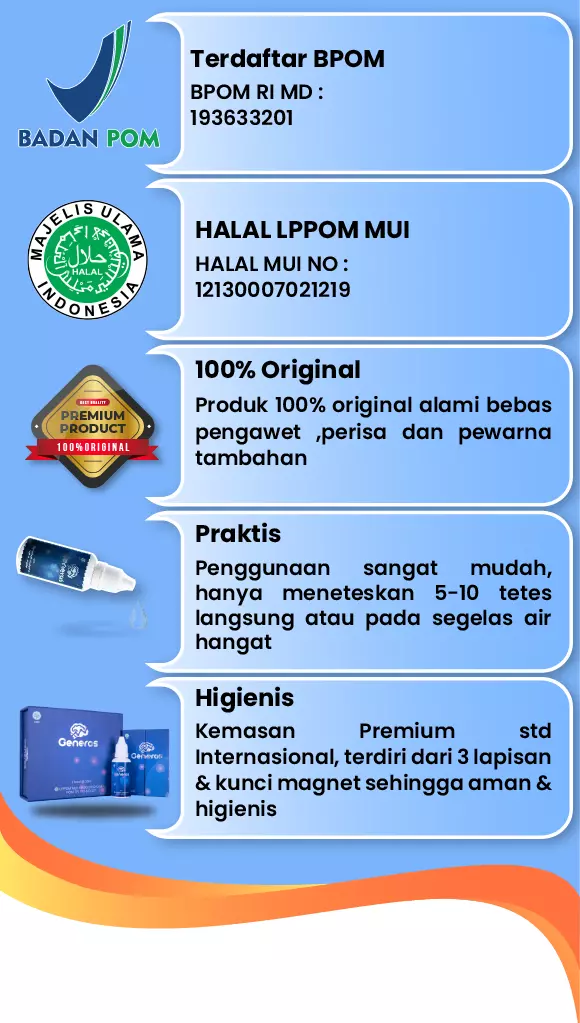 BADAN POM
Terdaftar BPOM
BPOM RI MD :
193633201
MAJELIS ULAMA
حلال
HALAL
INDONESIA
HALAL LPPOM MUI
HALAL MUI NO :
12130007021219
BEST QUALITY
PREMIUM
PRODUCT
100%ORIGINAL
100% Original
Produk 100% original alami bebas
pengawet ,perisa dan pewarna
tambahan
Praktis
Penggunaan sangat mudah,
hanya meneteskan 5-10 tetes
langsung atau pada segelas air
hangat
Generos
Generos
Higienis
Kemasan Premium std
Internasional, terdiri dari 3 lapisan
& kunci magnet sehingga aman &
higienis